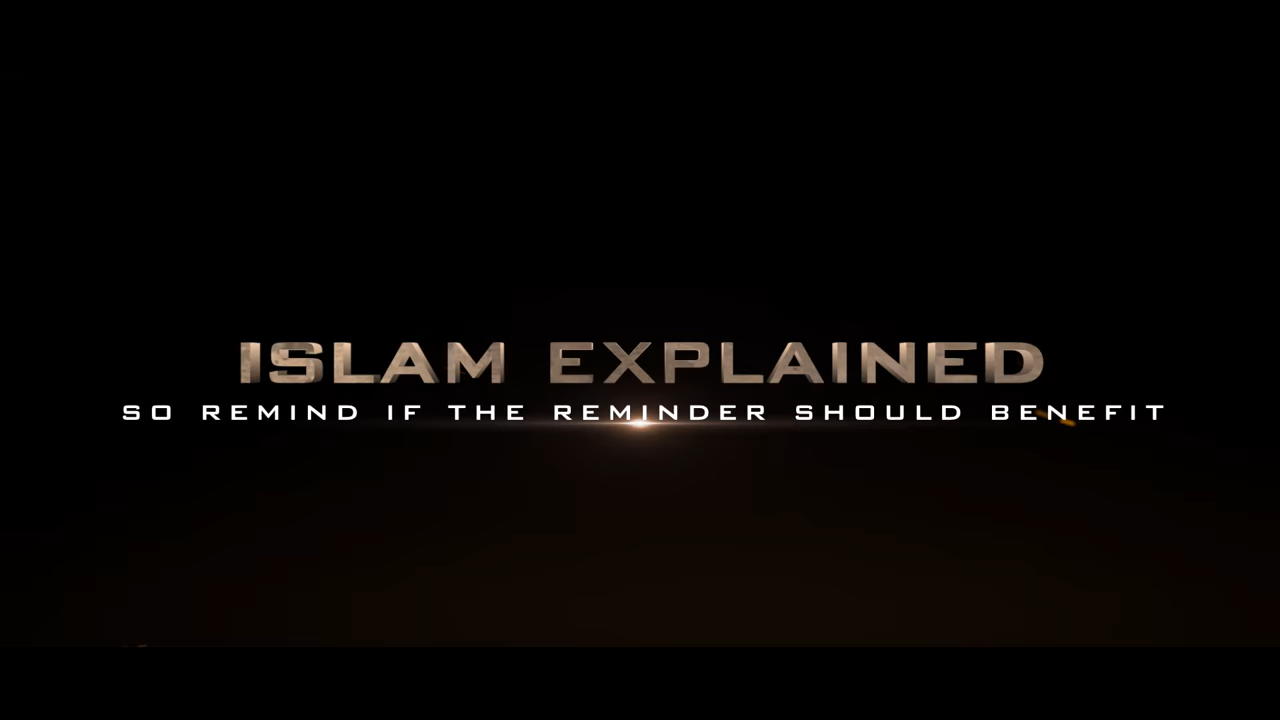 ISLAM EXPLAINED
SO REMIND IF THE REMINDER SHOULD BENEFIT